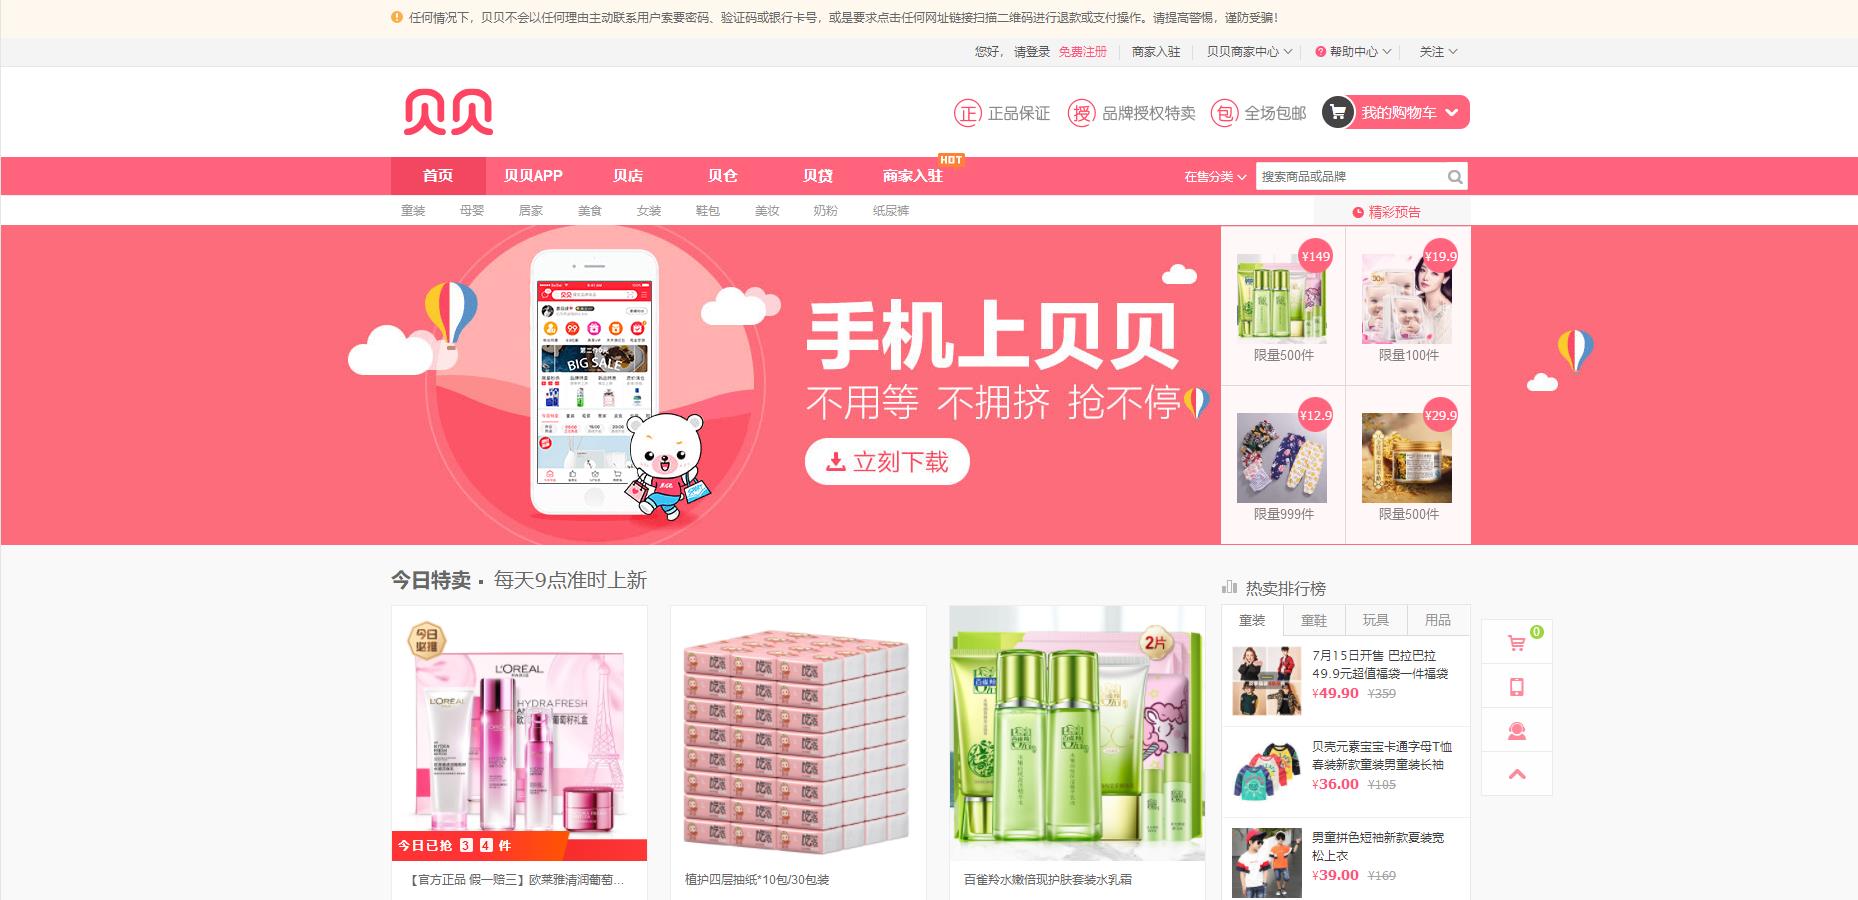 任何情况下，贝贝不会以任何理由主动联系用户索要密码、验证码或银行卡号，或是要求点击任何网址链接扫描二维码进行退款或支付操作。请提高警惕，谨防受骗！
您好， 请登录 免费注册 商家入驻 贝贝商家中心 帮助中心 关注
贝贝
正 正品保证 授 品牌授权特卖 包 全场包邮 我的购物车
HOT
首页 贝贝APP 贝店 贝仓 贝贷 商家入驻 在售分类 搜索商品或品牌
童装 母婴 居家 美食 女装 鞋包 美妆 奶粉 纸尿裤 精彩预告
手机上贝贝
不用等 不拥挤 抢不停
立刻下载
BIG SALE
¥149 ¥19.9
限量500件 限量100件
¥12.9 ¥29.9
限量999件 限量500件
今日特卖 · 每天9点准时上新
今日必推
L'ORÉAL
PARIS
HYDRA FRESH
今日已抢 3 4 件
【官方正品 假一赔三】欧莱雅清润葡萄...
植护四层抽纸*10包/30包装
2片
百雀羚
百雀羚水嫩倍现护肤套装水乳霜
热卖排行榜
童装 童鞋 玩具 用品
7月15日开售 巴拉巴拉
49.9元超值福袋一件福袋
¥49.90 ¥359
贝壳元素宝宝卡通字母T恤
春装新款童装男童装长袖
¥36.00 ¥105
男童拼色短袖新款夏装宽
松上衣
¥39.00 ¥169
0